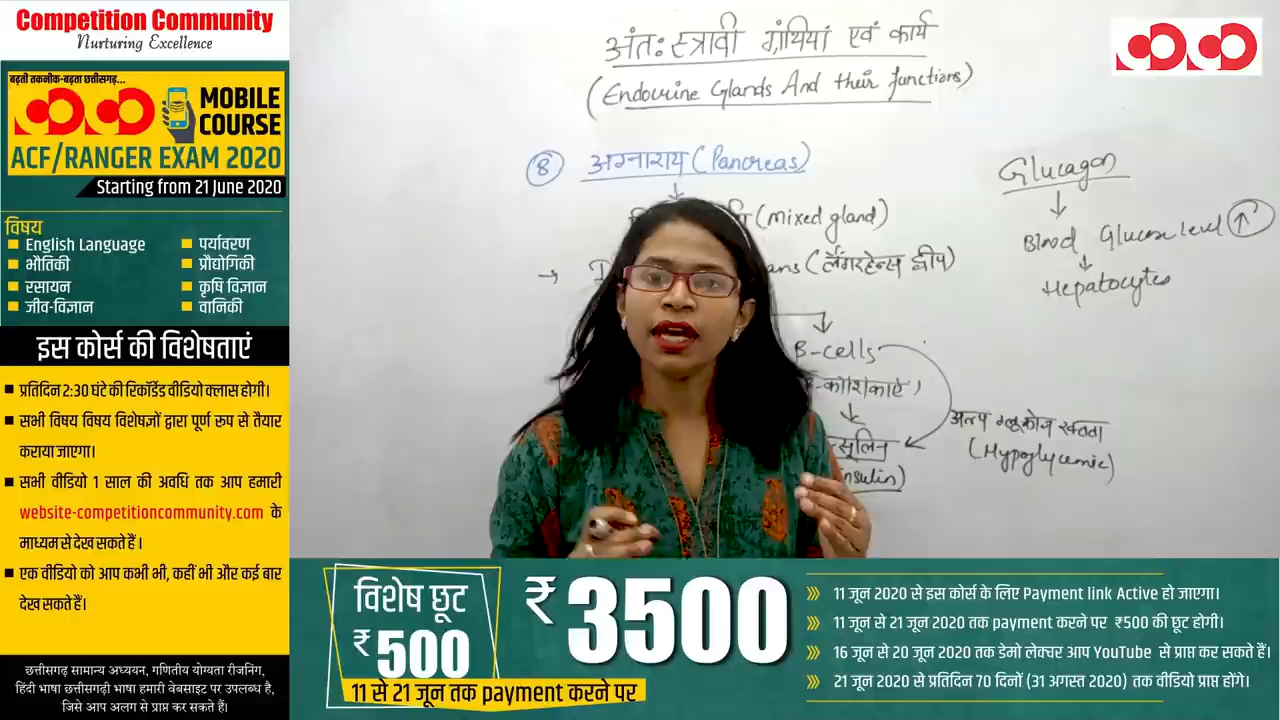 Competition Community
Nurturing Excellence
बढ़ती तकनीक-बढ़ता छत्तीसगढ़...
MOBILE
COURSE
ACF/RANGER EXAM 2020
Starting from 21 June 2020
विषय
English Language
भौतिकी
रसायन
जीव-विज्ञान
पर्यावरण
प्रौद्योगिकी
कृषि विज्ञान
वानिकी
इस कोर्स की विशेषताएं
प्रतिदिन 2:30 घंटे की रिकॉर्डेड वीडियो क्लास होगी।
सभी विषय विषय विशेषज्ञों द्वारा पूर्ण रूप से तैयार
कराया जाएगा।
सभी वीडियो 1 साल की अवधि तक आप हमारी
website-competitioncommunity.com के
माध्यम से देख सकते हैं।
एक वीडियो को आप कभी भी, कहीं भी और कई बार
देख सकते हैं।
छत्तीसगढ़ सामान्य अध्ययन, गणितीय योग्यता रीजनिंग,
हिंदी भाषा छत्तीसगढ़ी भाषा हमारी वेबसाइट पर उपलब्ध है,
जिसे आप अलग से प्राप्त कर सकते हैं।
अंतः स्त्रावी ग्रंथियां एवं कार्य
(Endocrine Glands And their functions)
8 अग्नाशय (Pancreas)
(mixed gland)
(लैंगरहेन्स द्वीप)
B-cells
Glucagon
Blood Glucose level ↑
Hepatocytes
अल्प ग्लूकोज रक्तता
(Hypoglycemic)
विशेष छूट
₹500
11 से 21 जून तक payment करने पर
₹3500
11 जून 2020 से इस कोर्स के लिए Payment link Active हो जाएगा।
11 जून से 21 जून 2020 तक payment करने पर ₹500 की छूट होगी।
16 जून से 20 जून 2020 तक डेमो लेक्चर आप YouTube से प्राप्त कर सकते हैं।
21 जून 2020 से प्रतिदिन 70 दिनों (31 अगस्त 2020) तक वीडियो प्राप्त होंगे।